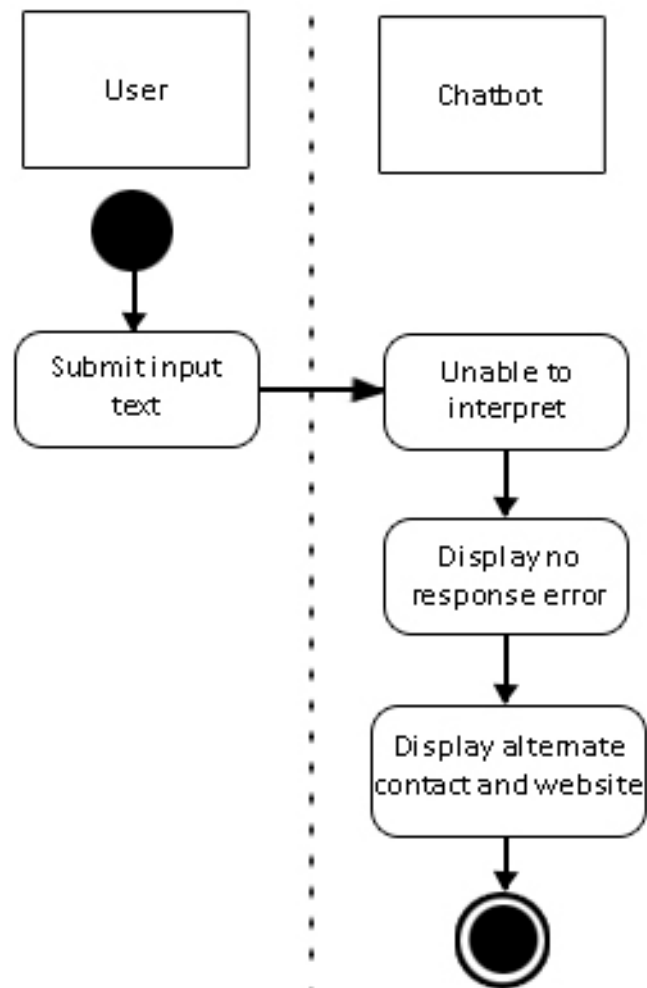 User
Chatbot
Submit input
text
Unable to
interpret
Display no
response error
Display alternate
contact and website